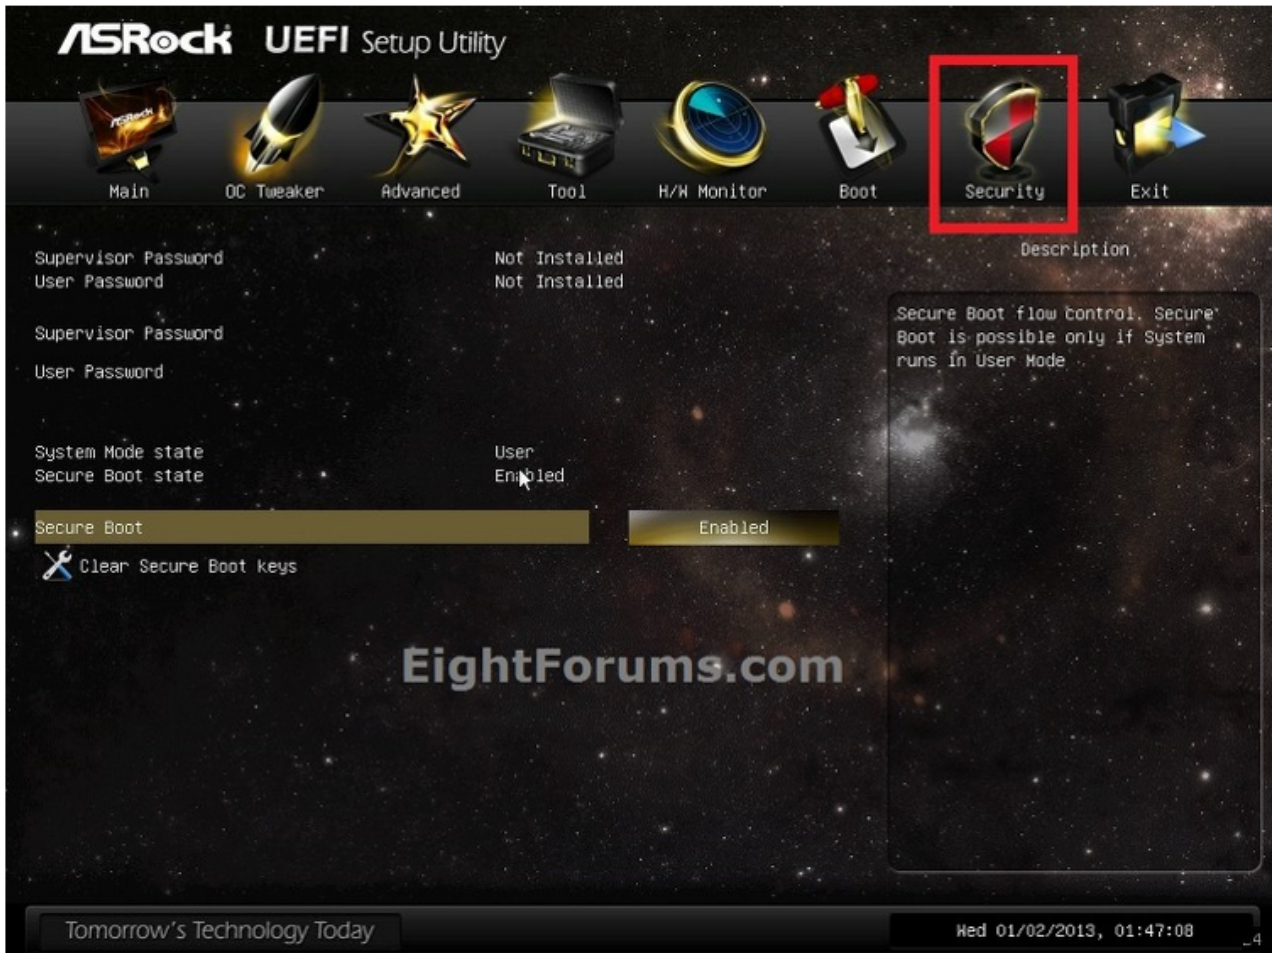 ASRock UEFI Setup Utility
ASRock
Main OC Tweaker Advanced Tool H/W Monitor Boot Security Exit
Description
Supervisor Password Not Installed
User Password Not Installed
Supervisor Password
User Password
System Mode state User
Secure Boot state Enabled
Secure Boot Enabled
Clear Secure Boot keys
Secure Boot flow control. Secure
Boot is possible only if System
runs in User Mode
EightForums.com
Tomorrow's Technology Today
Wed 01/02/2013, 01:47:08